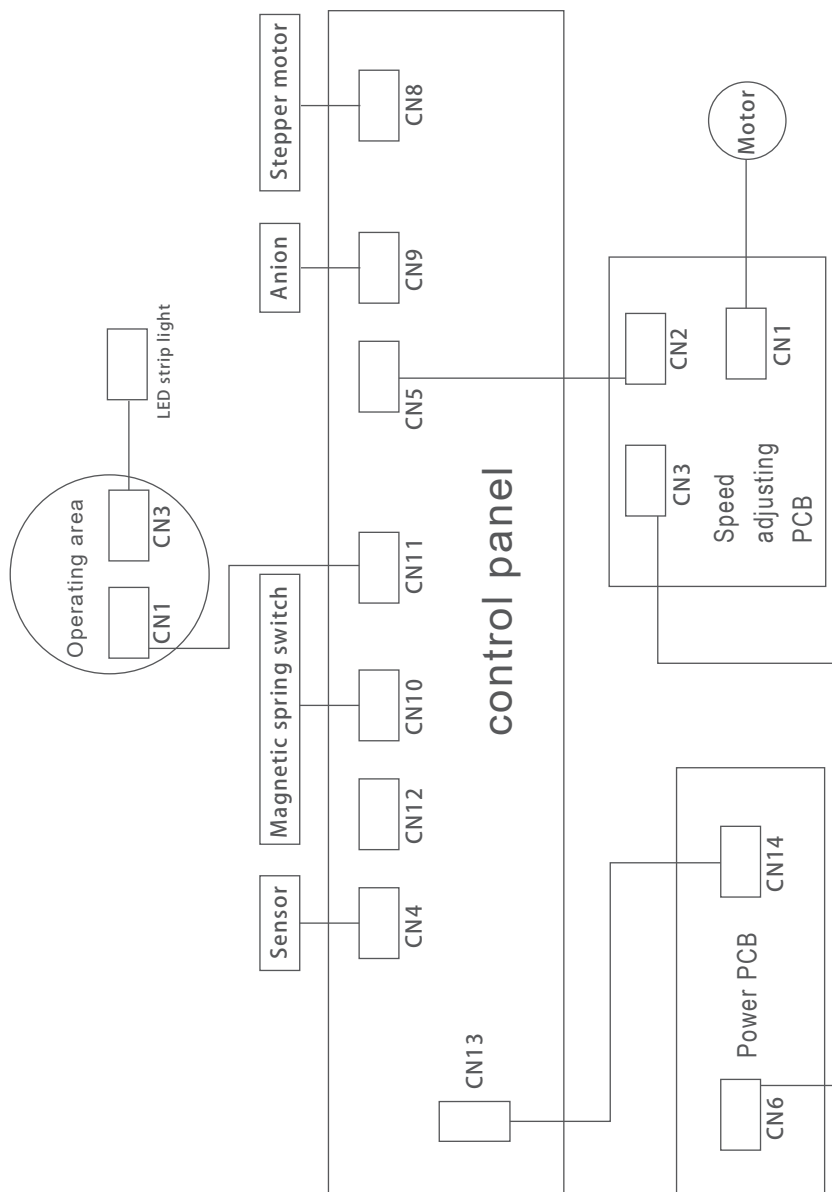 Operating area
CN1
CN3
LED strip light
Sensor
Magnetic spring switch
Anion
Stepper motor
CN4
CN12
CN10
CN11
CN5
CN9
CN8
CN13
control panel
CN6
Power PCB
CN14
CN3
CN2
Speed
adjusting
PCB
CN1
Motor